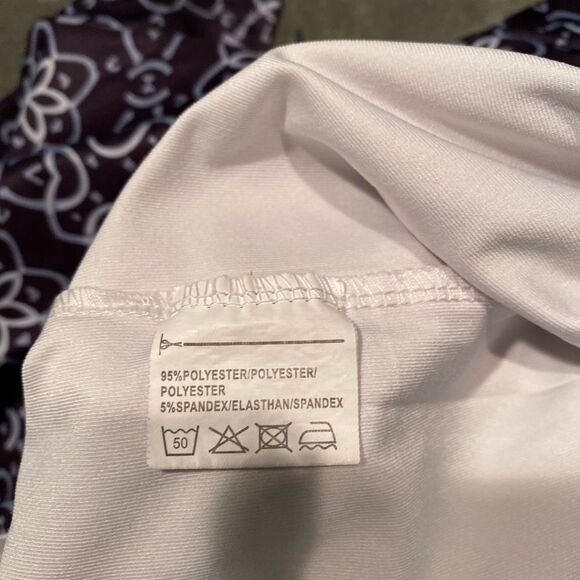 95%POLYESTER/POLYESTER/
POLYESTER
5%SPANDEX/ELASTHAN/SPANDEX
50